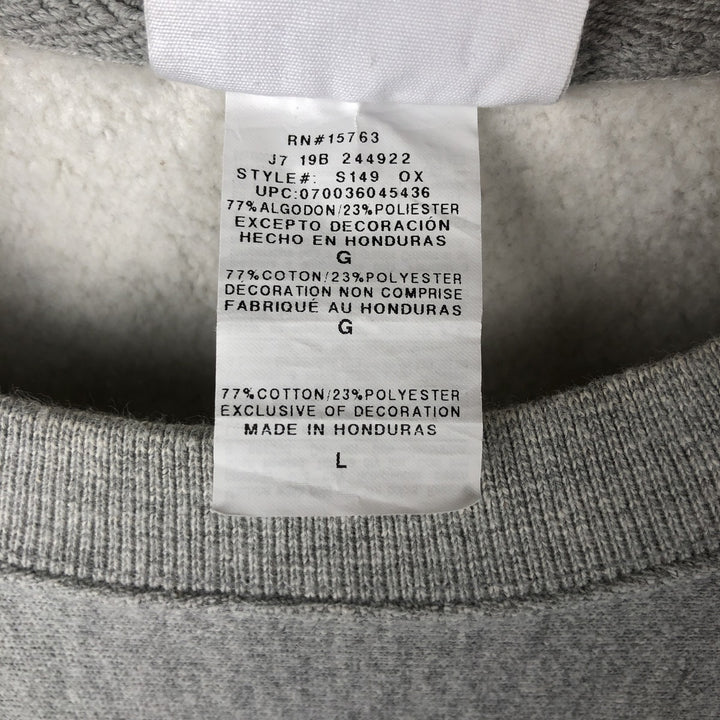 RN#15763
J7 19B 244922
STYLE#: S149 OX
UPC:070036045436
77%ALGODON/23%POLIESTER
EXCEPTO DECORACIÓN
HECHO EN HONDURAS
G
77%COTON/23%POLYESTER
DÉCORATION NON COMPRISE
FABRIQUÉ AU HONDURAS
G
77%COTTON/23%POLYESTER
EXCLUSIVE OF DECORATION
MADE IN HONDURAS
L